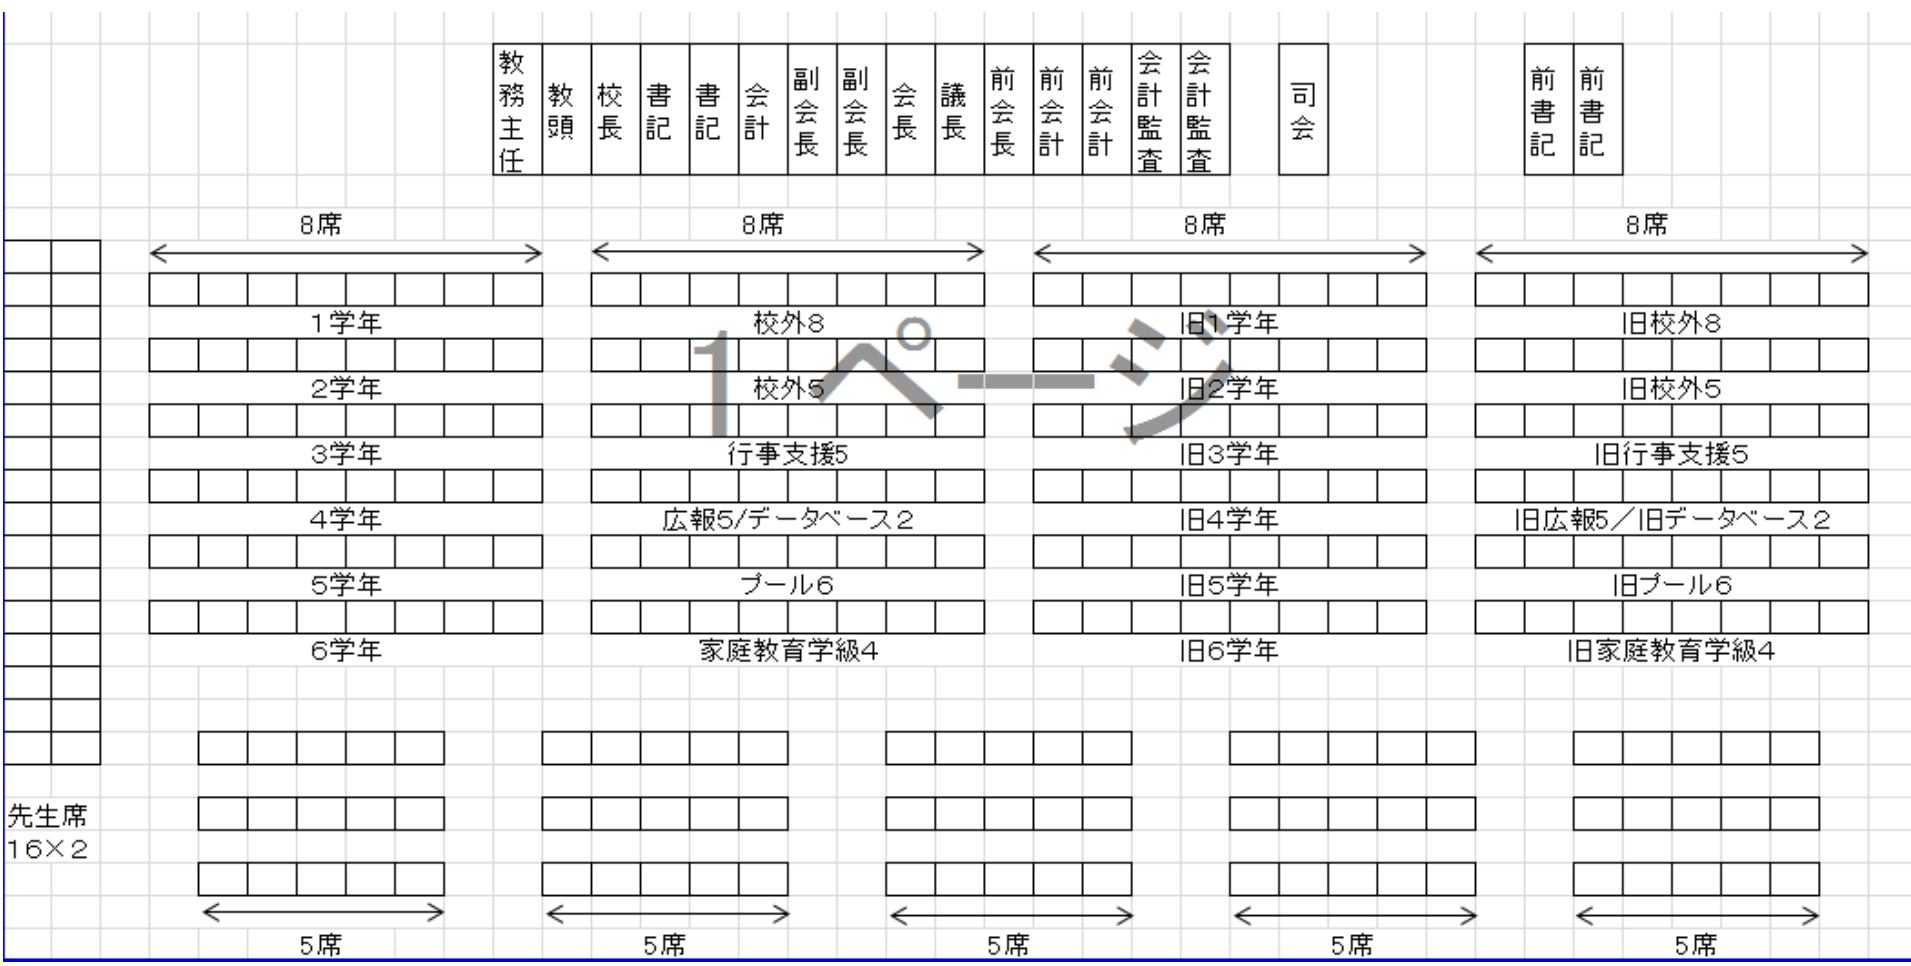 教務主任 教頭 校長 書記 書記 会計 副会長 副会長 会長 議長 前会長 前会計 前会計 会計監査 会計監査 司会 前書記 前書記
8席 8席 8席 8席
1学年 校外8 旧1学年 旧校外8
2学年 校外5 旧2学年 旧校外5
3学年 行事支援5 旧3学年 旧行事支援5
4学年 広報5/データベース2 旧4学年 旧広報5／旧データベース2
5学年 プール6 旧5学年 旧プール6
6学年 家庭教育学級4 旧6学年 旧家庭教育学級4
1ページ
先生席
16×2
5席 5席 5席 5席 5席